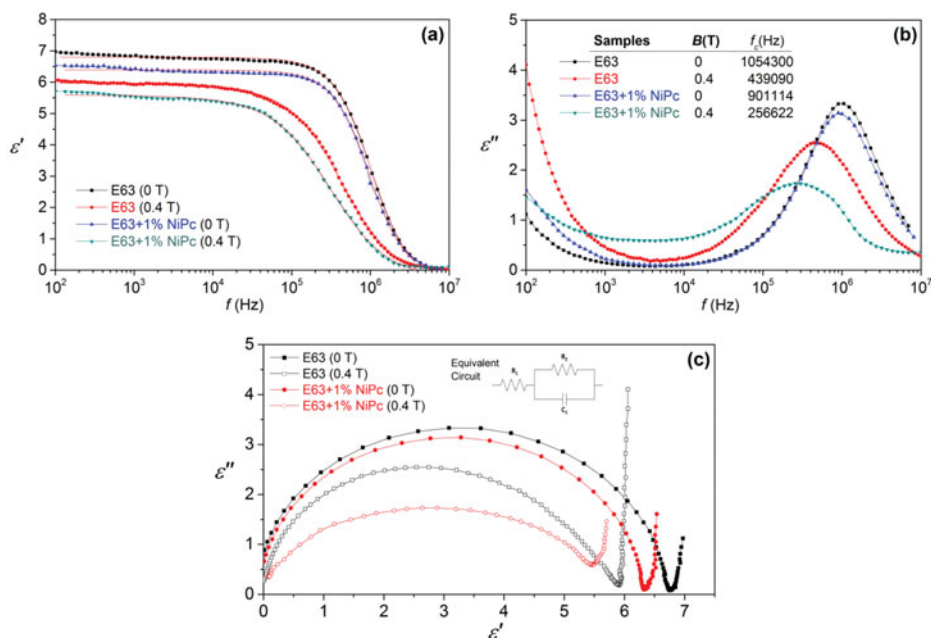 (a)
ε'
7
6
5
4
3
2
1
0
E63 (0 T)
E63 (0.4 T)
E63+1% NiPc (0 T)
E63+1% NiPc (0.4 T)
10² 10³ 10⁴ 10⁵ 10⁶ 10⁷
f (Hz)
(b)
ε"
5
4
3
2
1
0
Samples B(T) f_c(Hz)
E63 0 1054300
E63 0.4 439090
E63+1% NiPc 0 901114
E63+1% NiPc 0.4 256622
10² 10³ 10⁴ 10⁵ 10⁶ 10⁷
f (Hz)
(c)
ε"
5
4
3
2
1
0
E63 (0 T)
E63 (0.4 T)
E63+1% NiPc (0 T)
E63+1% NiPc (0.4 T)
Equivalent
Circuit
C₁
0 1 2 3 4 5 6 7
ε'